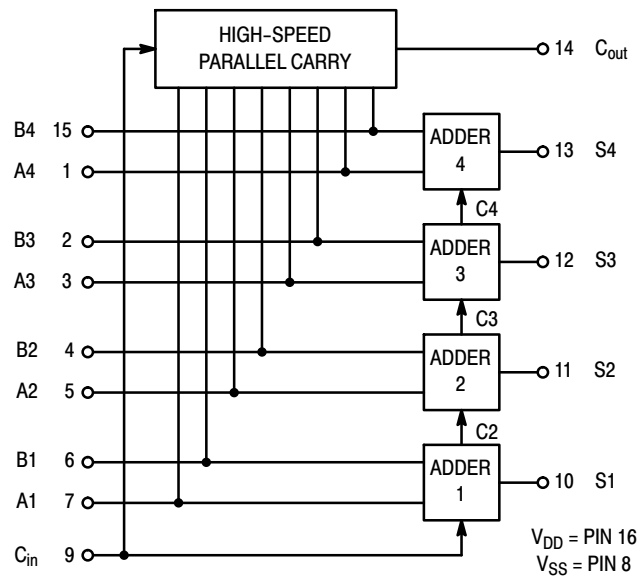 HIGH-SPEED
PARALLEL CARRY
14 Cout
B4 15
A4 1
ADDER
4
13 S4
C4
B3 2
A3 3
ADDER
3
12 S3
C3
B2 4
A2 5
ADDER
2
11 S2
C2
B1 6
A1 7
ADDER
1
10 S1
Cin 9
VDD = PIN 16
VSS = PIN 8